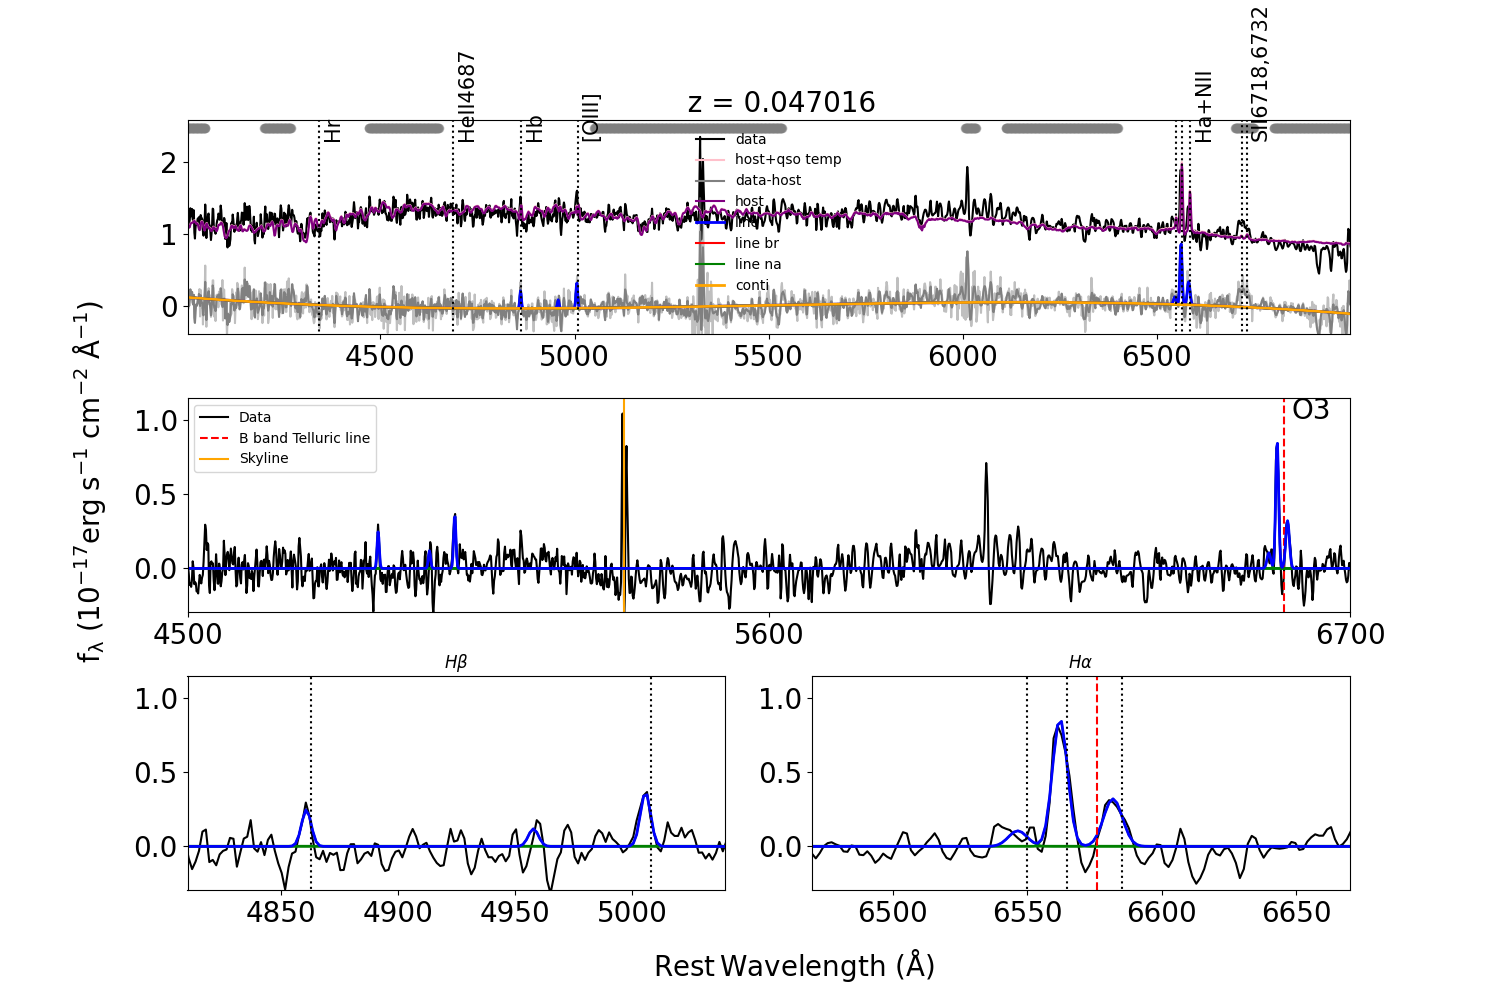 z = 0.047016
Hr
HeII4687
Hb
[OIII]
Ha+NII
SII6718,6732
data
host+qso temp
data-host
host
line
line br
line na
conti
2
1
0
4500 5000 5500 6000 6500
fλ (10−17erg s−1 cm−2 Å−1)
Data
B band Telluric line
Skyline
O3
1.0
0.5
0.0
4500 5600 6700
Hβ
1.0
0.5
0.0
4850 4900 4950 5000
Hα
1.0
0.5
0.0
6500 6550 6600 6650
Rest Wavelength (Å)